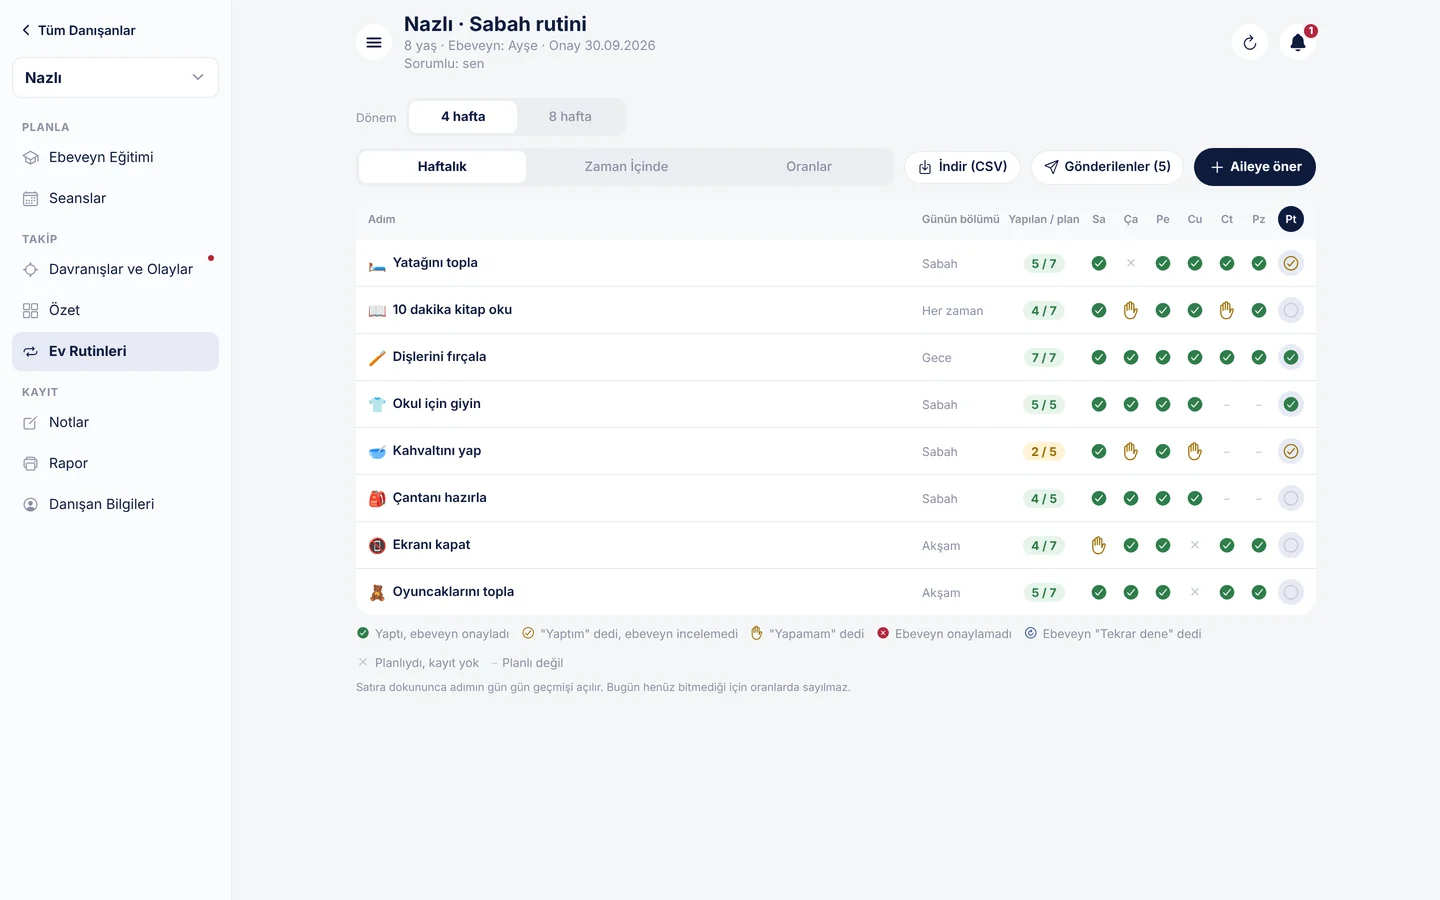 Tüm Danışanlar
Nazlı
PLANLA
Ebeveyn Eğitimi
Seanslar
TAKİP
Davranışlar ve Olaylar
Özet
Ev Rutinleri
KAYIT
Notlar
Rapor
Danışan Bilgileri
Nazlı · Sabah rutini
8 yaş · Ebeveyn: Ayşe · Onay 30.09.2026
Sorumlu: sen
1
Dönem 4 hafta 8 hafta
Haftalık Zaman İçinde Oranlar İndir (CSV) Gönderilenler (5) + Aileye öner
Adım Günün bölümü Yapılan / plan Sa Ça Pe Cu Ct Pz Pt
Yatağını topla Sabah 5 / 7
10 dakika kitap oku Her zaman 4 / 7
Dişlerini fırçala Gece 7 / 7
Okul için giyin Sabah 5 / 5 – –
Kahvaltını yap Sabah 2 / 5 – –
Çantanı hazırla Sabah 4 / 5 – –
Ekranı kapat Akşam 4 / 7
Oyuncaklarını topla Akşam 5 / 7
Yaptı, ebeveyn onayladı "Yaptım" dedi, ebeveyn incelemedi "Yapamam" dedi Ebeveyn onaylamadı Ebeveyn "Tekrar dene" dedi
Planlıydı, kayıt yok – Planlı değil
Satıra dokununca adımın gün gün geçmişi açılır. Bugün henüz bitmediği için oranlarda sayılmaz.